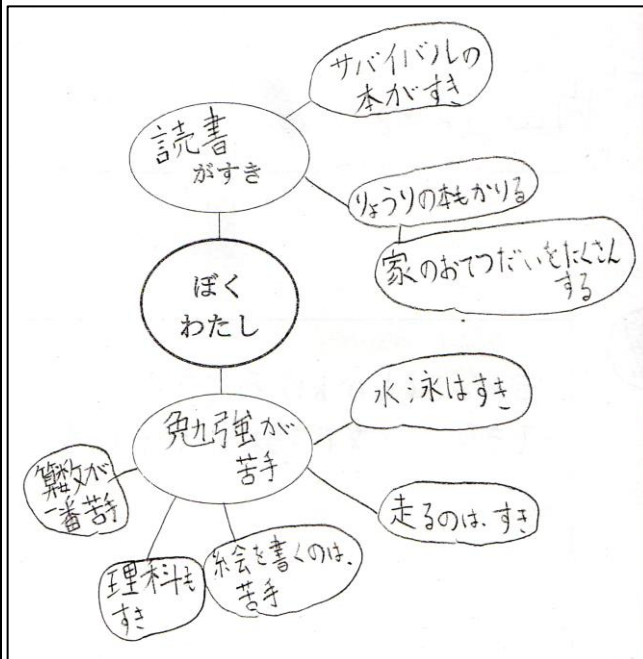 サバイバルの
本がすき
読書
がすき
りょうりの本もかりる
家のおてつだいをたくさん
する
ぼく
わたし
水泳はすき
勉強が
苦手
算数が
一番苦手
走るのは、すき
理科も
すき
絵を書くのは、
苦手